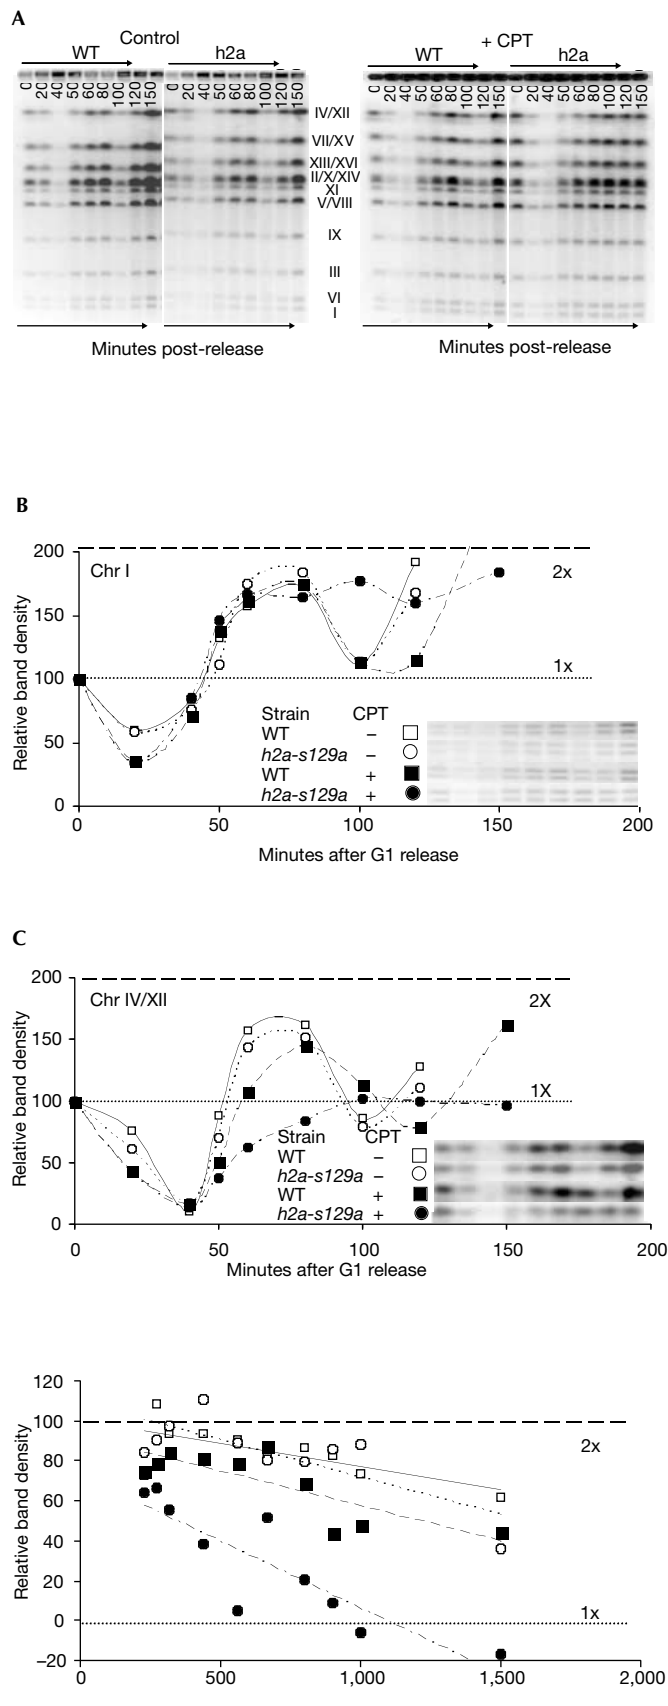 A
Control
+ CPT
WT
h2a
WT
h2a
0 20 40 50 60 80 100 120 150
0 20 40 50 60 80 100 120 150
0 20 40 50 60 80 100 120 150
0 20 40 50 60 80 100 120 150
IV/XII
VII/XV
XIII/XVI
II/X/XIV
XI
V/VIII
IX
III
VI
I
Minutes post-release
Minutes post-release
B
Relative band density
200
150
100
50
0
Chr I
2x
1x
Strain CPT
WT –
h2a-s129a –
WT +
h2a-s129a +
0 50 100 150 200
Minutes after G1 release
C
Relative band density
200
150
100
50
0
Chr IV/XII
2X
1X
Strain CPT
WT –
h2a-s129a –
WT +
h2a-s129a +
0 50 100 150 200
Minutes after G1 release
Relative band density
120
100
80
60
40
20
0
–20
2x
1x
0 500 1,000 1,500 2,000